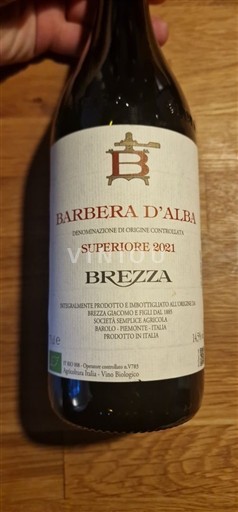 B
BARBERA D'ALBA
DENOMINAZIONE DI ORIGINE CONTROLLATA
SUPERIORE 2021
VINIOU
BREZZA
INTEGRALMENTE PRODOTTO E IMBOTTIGLIATO ALL'ORIGINE DA
BREZZA GIACOMO E FIGLI DAL 1885
SOCIETÀ SEMPLICE AGRICOLA
BAROLO - PIEMONTE - ITALIA
PRODOTTO IN ITALIA
Agricoltura Italia - Vino Biologico